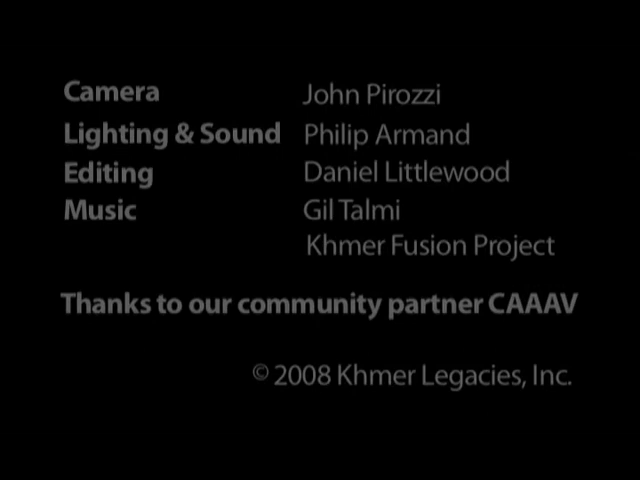 Camera John Pirozzi
Lighting & Sound Philip Armand
Editing Daniel Littlewood
Music Gil Talmi
Khmer Fusion Project
Thanks to our community partner CAAAV
© 2008 Khmer Legacies, Inc.